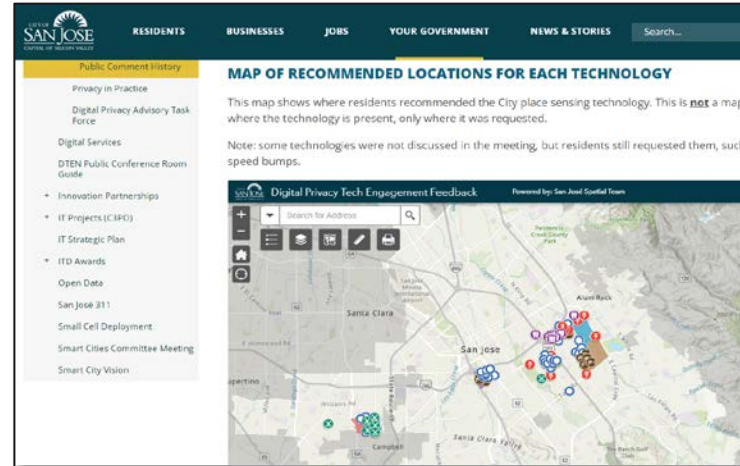 CITY OF
SAN JOSE
CAPITAL OF SILICON VALLEY
RESIDENTS
BUSINESSES
JOBS
YOUR GOVERNMENT
NEWS & STORIES
Search...
Public Comment History
Privacy in Practice
Digital Privacy Advisory Task
Force
Digital Services
DTEN Public Conference Room
Guide
Innovation Partnerships
IT Projects (C3PO)
IT Strategic Plan
ITD Awards
Open Data
San José 311
Small Cell Deployment
Smart Cities Committee Meeting
Smart City Vision
MAP OF RECOMMENDED LOCATIONS FOR EACH TECHNOLOGY
This map shows where residents recommended the City place sensing technology. This is not a map
where the technology is present, only where it was requested.
Note: some technologies were not discussed in the meeting, but residents still requested them, such
speed bumps.
SAN JOSE
Digital Privacy Tech Engagement Feedback
Powered by: San José Spatial Team
Search for Address
Alum Rock
Santa Clara
San Jose
Campbell
Santa Clara Valley